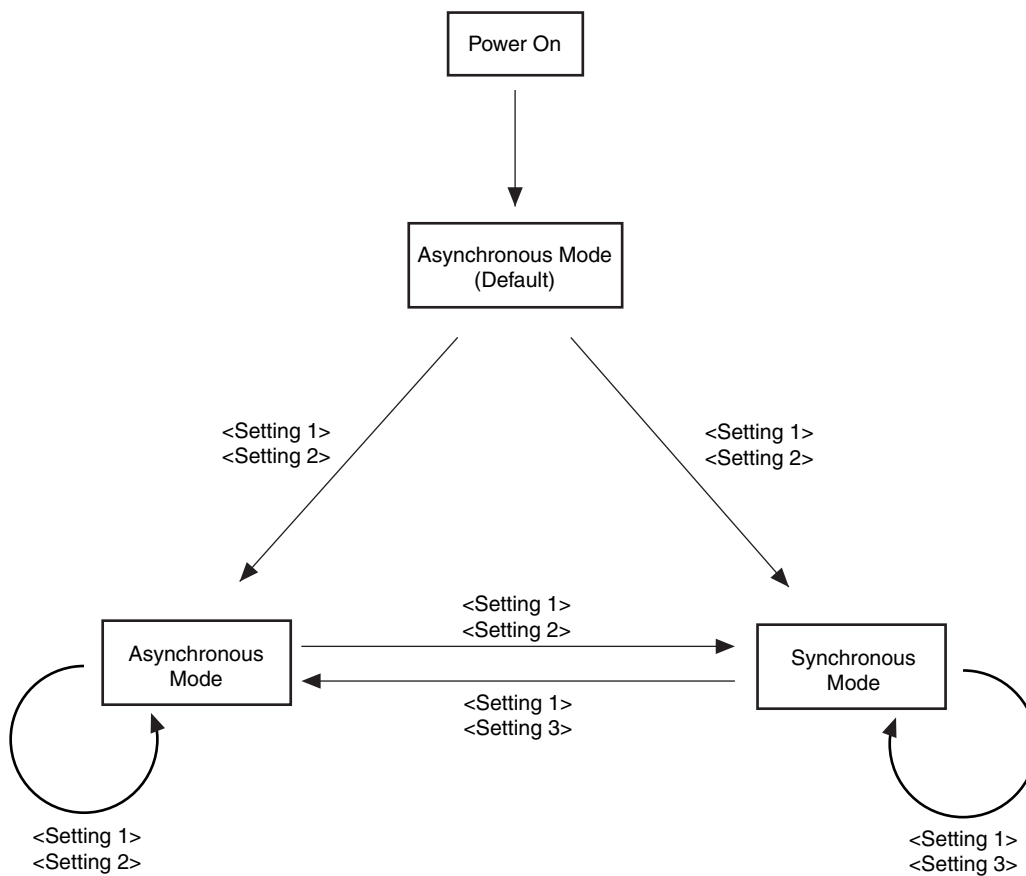 Power On
Asynchronous Mode
(Default)
<Setting 1>
<Setting 2>
<Setting 1>
<Setting 2>
<Setting 1>
<Setting 2>
Asynchronous
Mode
Synchronous
Mode
<Setting 1>
<Setting 3>
<Setting 1>
<Setting 2>
<Setting 1>
<Setting 3>